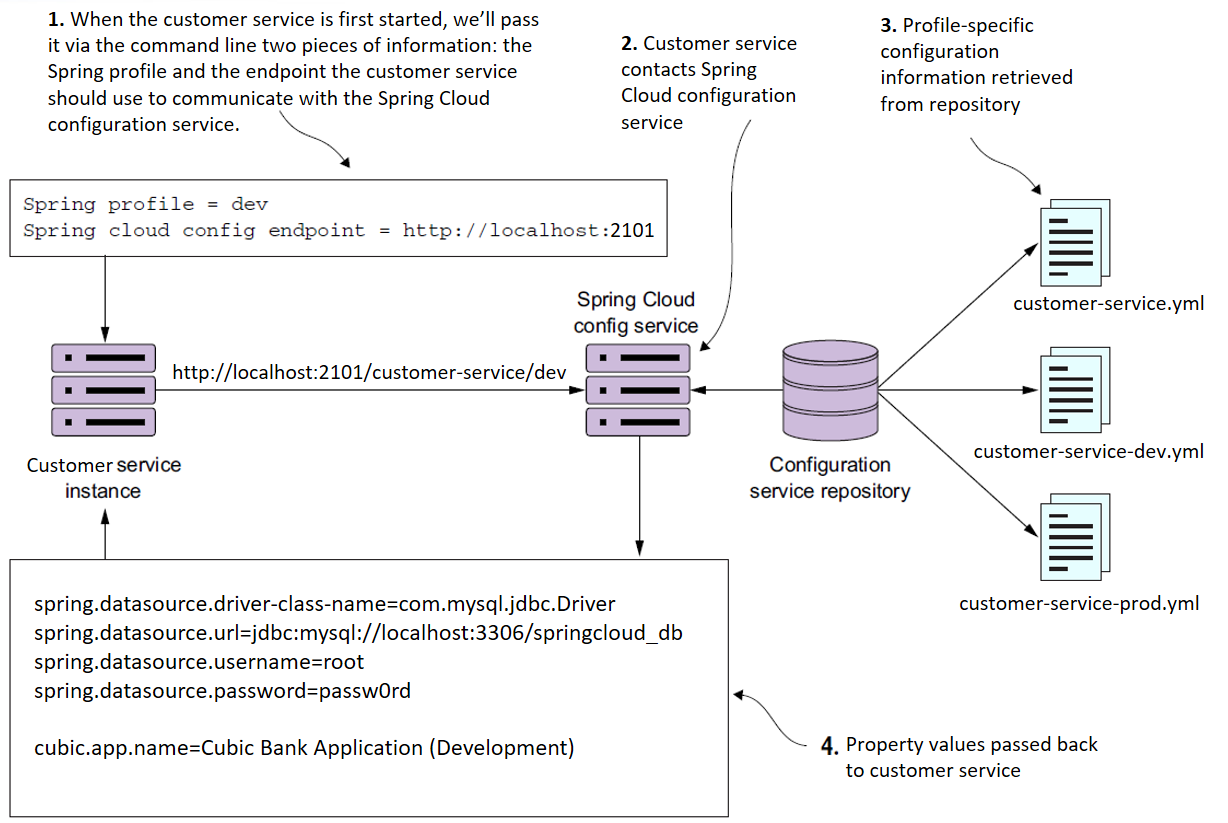 1. When the customer service is first started, we'll pass
it via the command line two pieces of information: the
Spring profile and the endpoint the customer service
should use to communicate with the Spring Cloud
configuration service.
2. Customer service
contacts Spring
Cloud configuration
service
3. Profile-specific
configuration
information retrieved
from repository
Spring profile = dev
Spring cloud config endpoint = http://localhost:2101
Spring Cloud
config service
customer-service.yml
http://localhost:2101/customer-service/dev
customer-service-dev.yml
Customer service
instance
Configuration
service repository
customer-service-prod.yml
spring.datasource.driver-class-name=com.mysql.jdbc.Driver
spring.datasource.url=jdbc:mysql://localhost:3306/springcloud_db
spring.datasource.username=root
spring.datasource.password=passw0rd
cubic.app.name=Cubic Bank Application (Development)
4. Property values passed back
to customer service